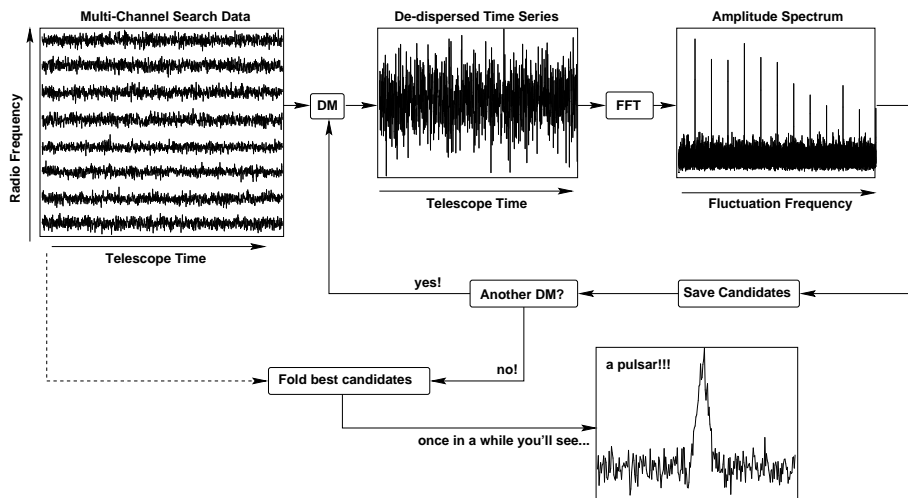 Multi-Channel Search Data
De-dispersed Time Series
Amplitude Spectrum
Radio Frequency
DM
FFT
Telescope Time
Telescope Time
Fluctuation Frequency
yes!
Another DM?
Save Candidates
no!
Fold best candidates
a pulsar!!!
once in a while you'll see...